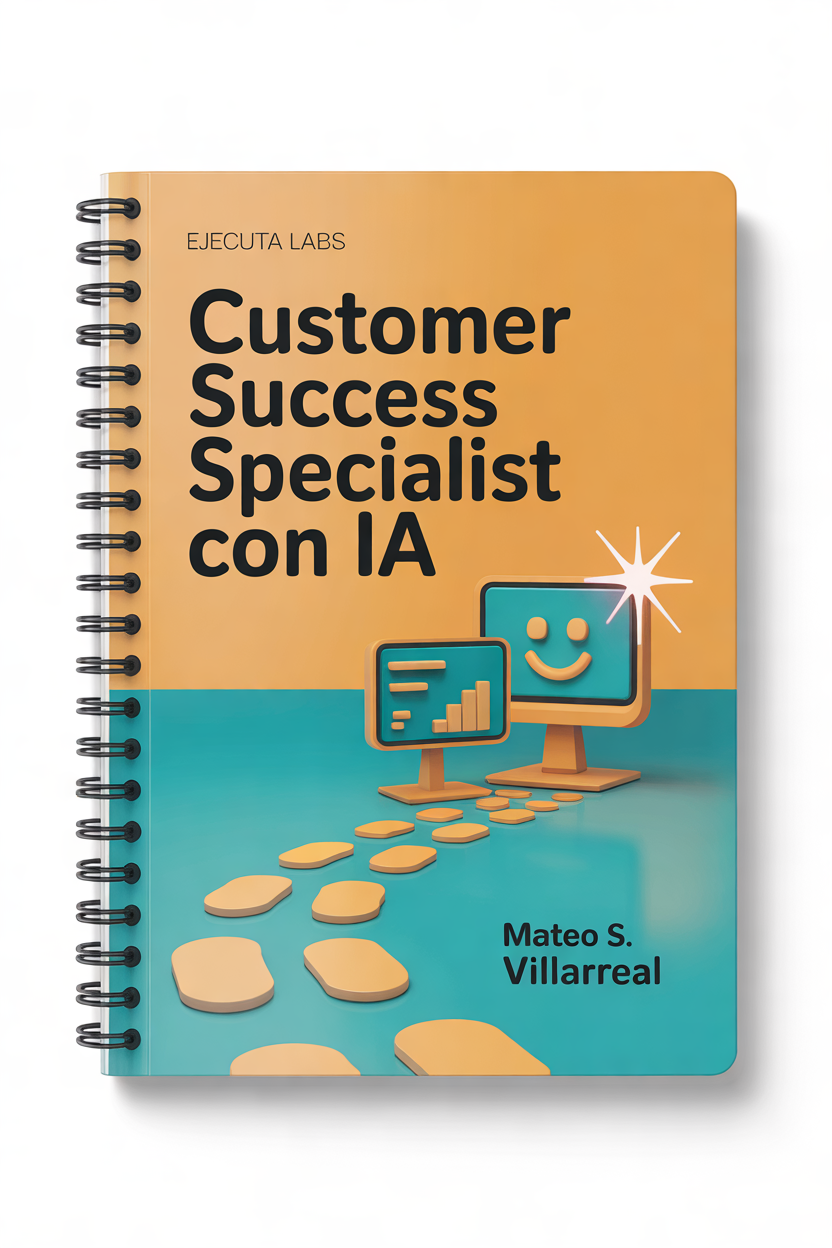 EJECUTA LABS
Customer
Success
Specialist
con IA
Mateo S.
Villarreal